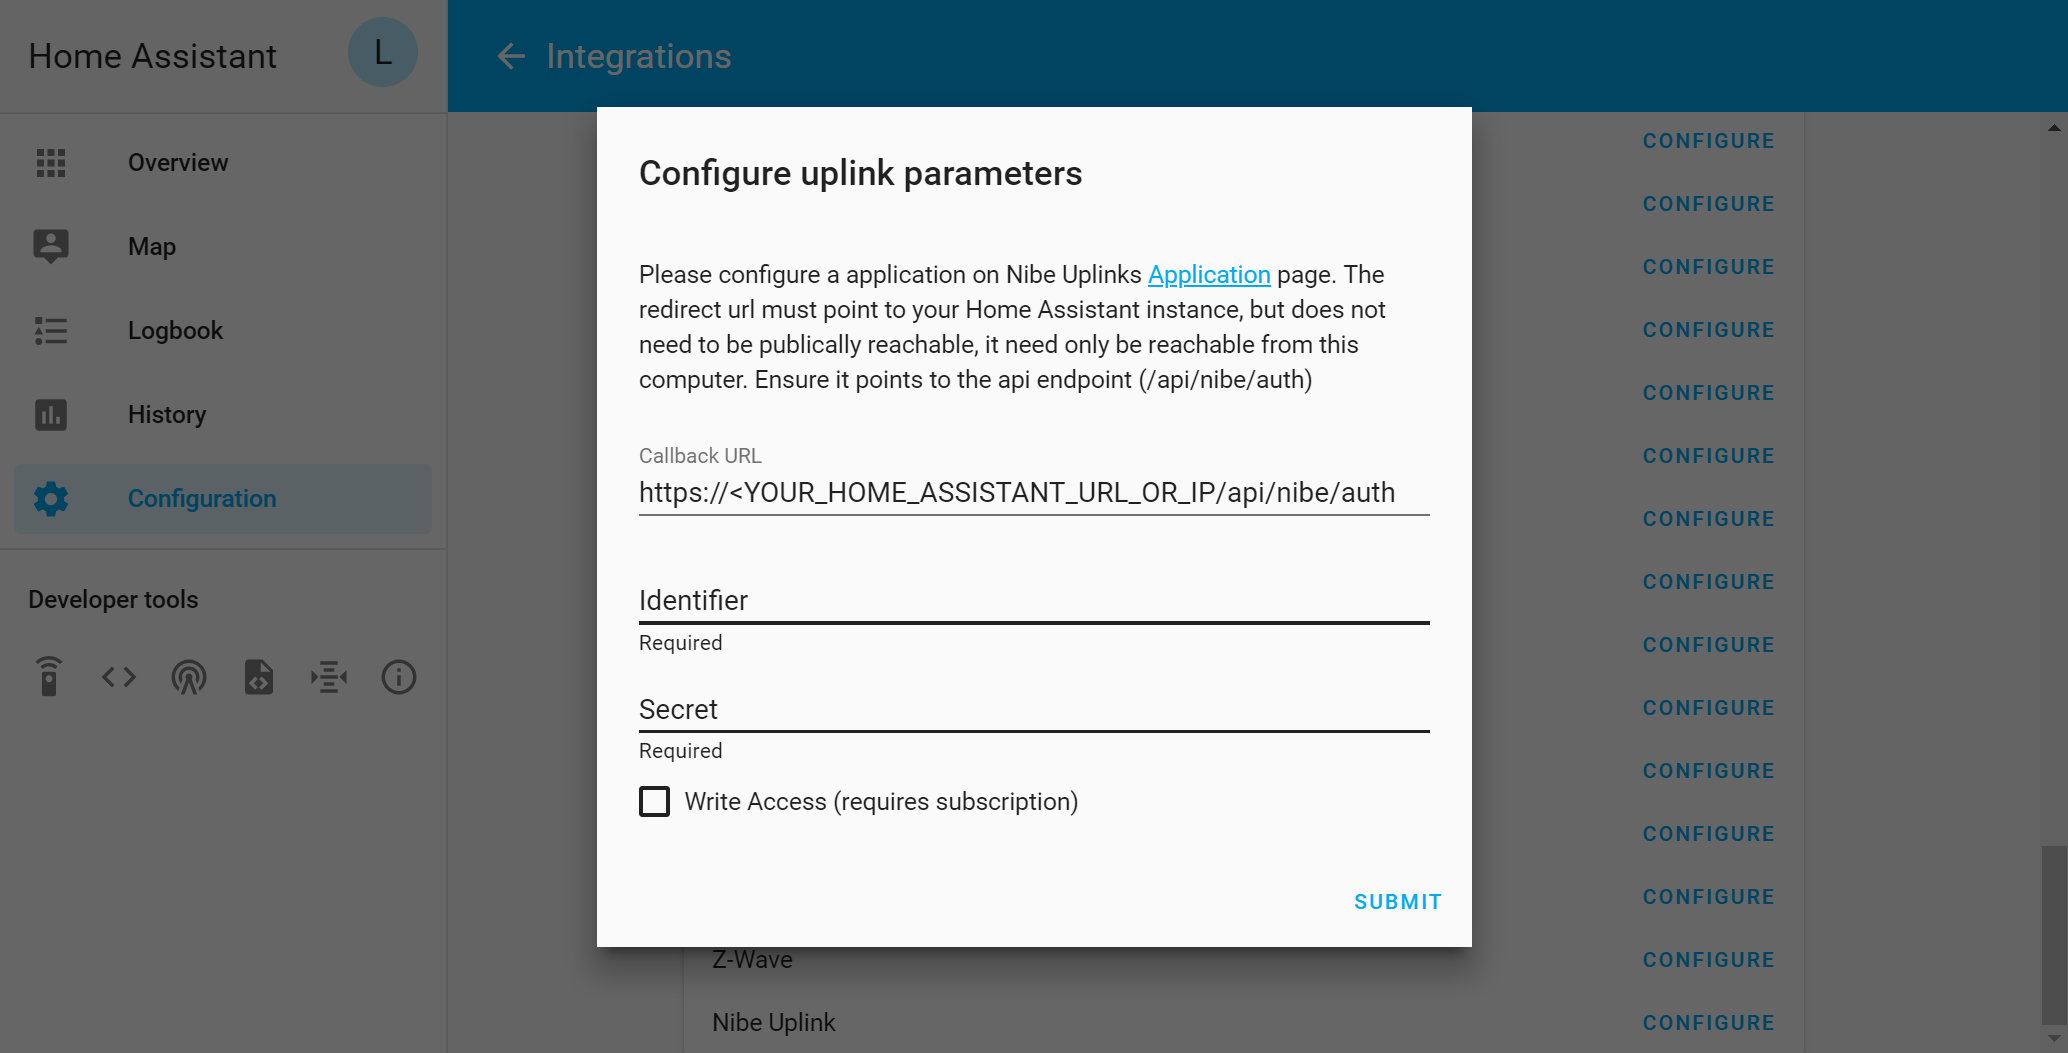 Home Assistant
L
Integrations
Overview
Map
Logbook
History
Configuration
Developer tools
Configure uplink parameters
Please configure a application on Nibe Uplinks Application page. The
redirect url must point to your Home Assistant instance, but does not
need to be publically reachable, it need only be reachable from this
computer. Ensure it points to the api endpoint (/api/nibe/auth)
Callback URL
https://<YOUR_HOME_ASSISTANT_URL_OR_IP/api/nibe/auth
Identifier
Required
Secret
Required
Write Access (requires subscription)
SUBMIT
CONFIGURE
CONFIGURE
CONFIGURE
CONFIGURE
CONFIGURE
CONFIGURE
CONFIGURE
CONFIGURE
CONFIGURE
CONFIGURE
CONFIGURE
CONFIGURE
CONFIGURE
Z-Wave CONFIGURE
Nibe Uplink CONFIGURE